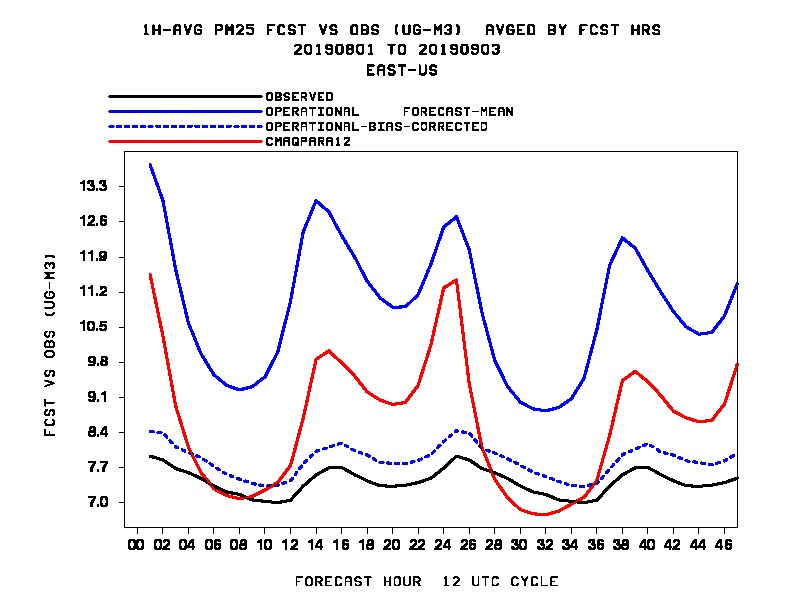 1H-AVG PM25 FCST VS OBS (UG-M3)  AVGED BY FCST HRS
20190801 TO 20190903
EAST-US
OBSERVED
OPERATIONAL     FORECAST-MEAN
OPERATIONAL-BIAS-CORRECTED
CMAQPARA12
FCST VS OBS (UG-M3)
13.3
12.6
11.9
11.2
10.5
9.8
9.1
8.4
7.7
7.0
00 02 04 06 08 10 12 14 16 18 20 22 24 26 28 30 32 34 36 38 40 42 44 46
FORECAST HOUR  12 UTC CYCLE